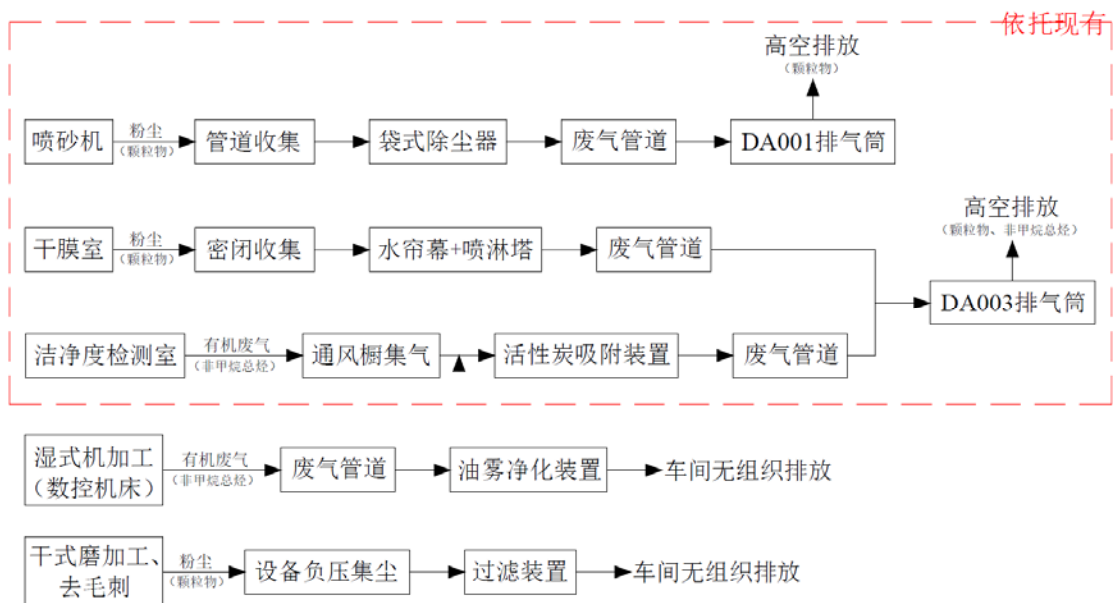 依托现有
高空排放
（颗粒物）
喷砂机
粉尘
（颗粒物）
管道收集
袋式除尘器
废气管道
DA001排气筒
高空排放
（颗粒物、非甲烷总烃）
干膜室
粉尘
（颗粒物）
密闭收集
水帘幕+喷淋塔
废气管道
DA003排气筒
洁净度检测室
有机废气
（非甲烷总烃）
通风橱集气
活性炭吸附装置
废气管道
湿式机加工
（数控机床）
有机废气
（非甲烷总烃）
废气管道
油雾净化装置
车间无组织排放
干式磨加工、
去毛刺
粉尘
（颗粒物）
设备负压集尘
过滤装置
车间无组织排放